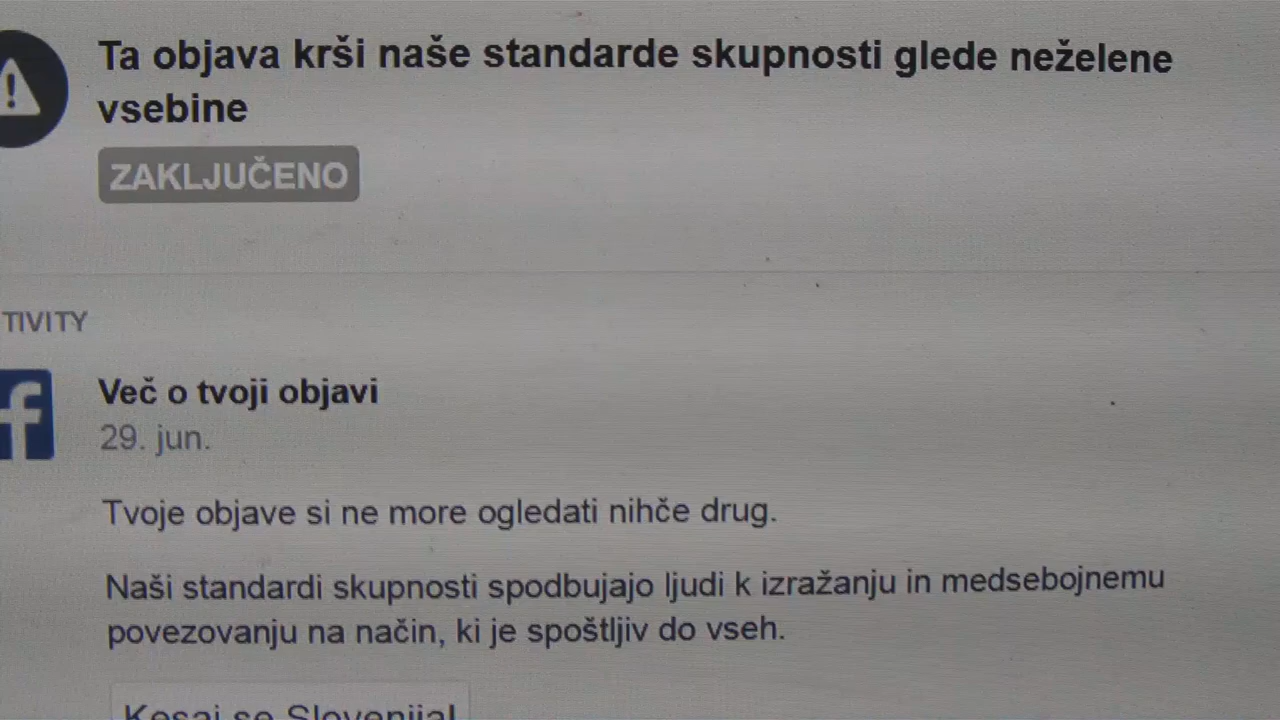 Ta objava krši naše standarde skupnosti glede neželene
vsebine
ZAKLJUČENO
TIVITY
Več o tvoji objavi
29. jun.
Tvoje objave si ne more ogledati nihče drug.
Naši standardi skupnosti spodbujajo ljudi k izražanju in medsebojnemu
povezovanju na način, ki je spoštljiv do vseh.
se Slovenija!